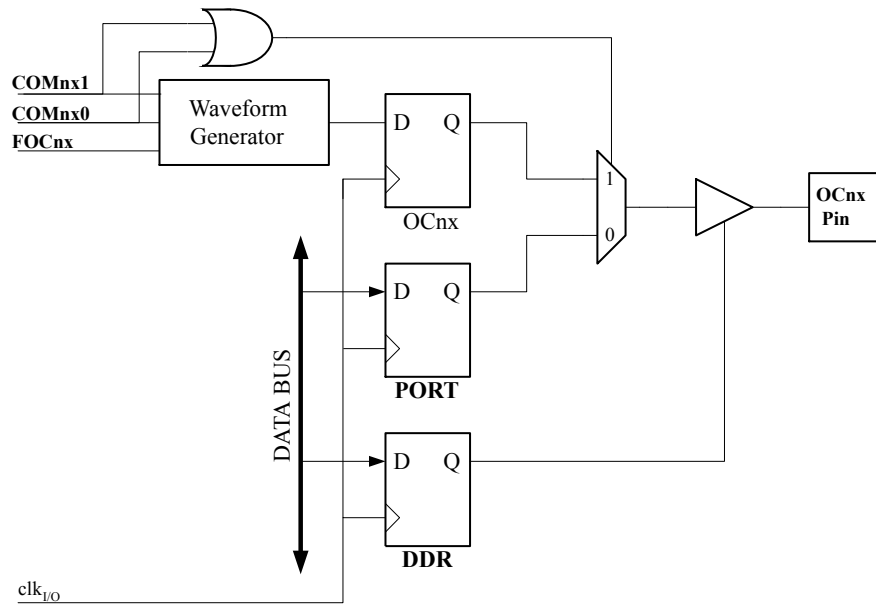 COMnx1
COMnx0
FOCnx
Waveform
Generator
D Q
OCnx
1
0
OCnx
Pin
D Q
PORT
DATA BUS
D Q
DDR
clkI/O